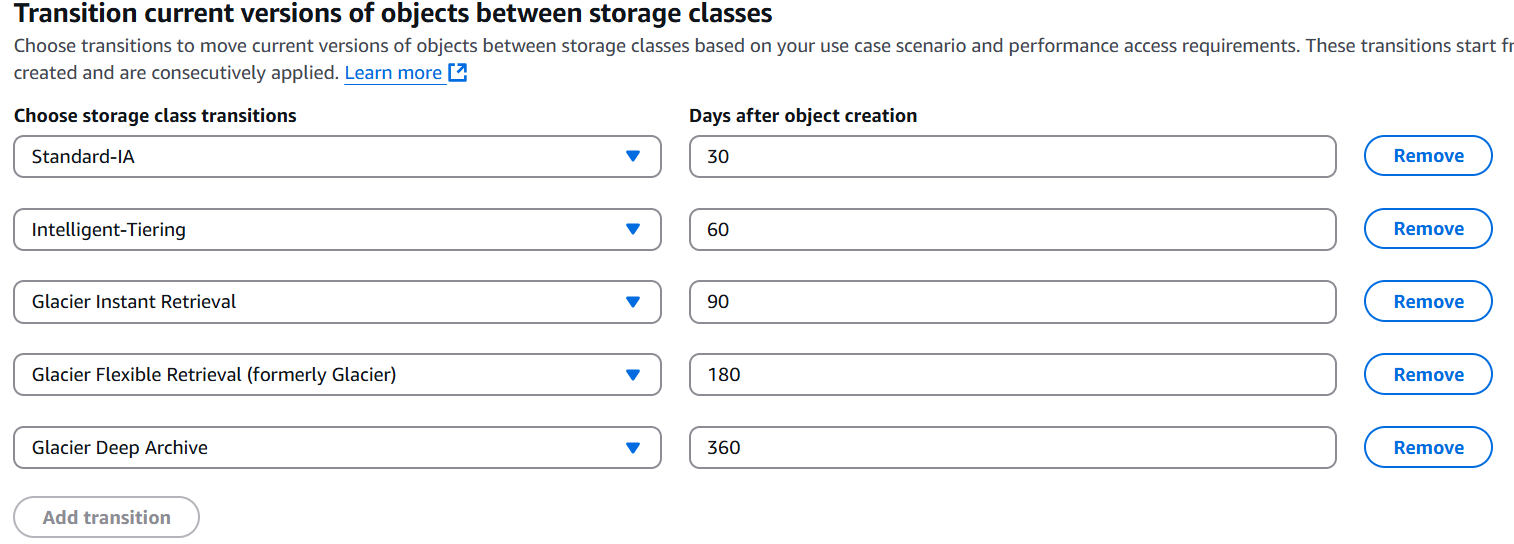 Transition current versions of objects between storage classes
Choose transitions to move current versions of objects between storage classes based on your use case scenario and performance access requirements. These transitions start fr
created and are consecutively applied. Learn more
Choose storage class transitions Days after object creation
Standard-IA 30 Remove
Intelligent-Tiering 60 Remove
Glacier Instant Retrieval 90 Remove
Glacier Flexible Retrieval (formerly Glacier) 180 Remove
Glacier Deep Archive 360 Remove
Add transition